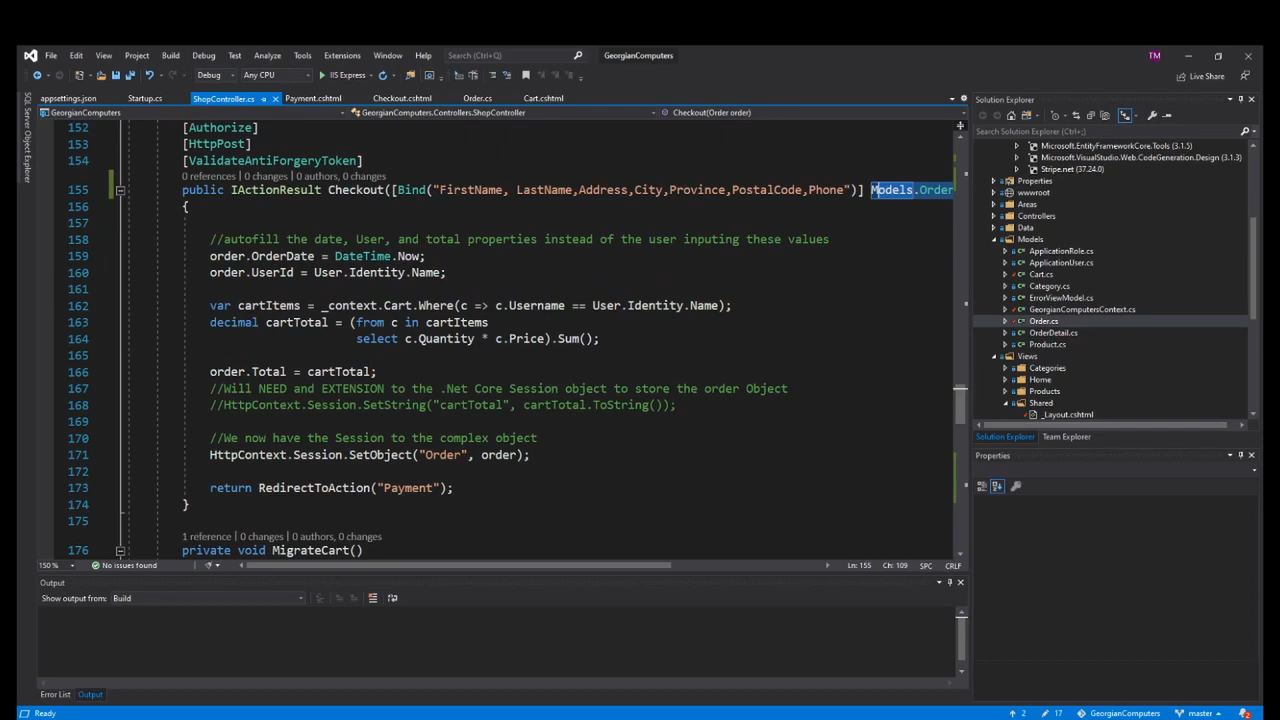 File Edit View Project Build Debug Test Analyze Tools Extensions Window Help Search (Ctrl+Q) GeorgianComputers TM
Debug Any CPU IIS Express Live Share
SQL Server Object Explorer
appsettings.json Startup.cs ShopController.cs Payment.cshtml Checkout.cshtml Order.cs Cart.cshtml
GeorgianComputers GeorgianComputers.Controllers.ShopController Checkout(Order order)
152 [Authorize]
153 [HttpPost]
154 [ValidateAntiForgeryToken]
0 references | 0 changes | 0 authors, 0 changes
155 public IActionResult Checkout([Bind("FirstName, LastName,Address,City,Province,PostalCode,Phone")] Models.Order
156 {
157
158 //autofill the date, User, and total properties instead of the user inputing these values
159 order.OrderDate = DateTime.Now;
160 order.UserId = User.Identity.Name;
161
162 var cartItems = _context.Cart.Where(c => c.Username == User.Identity.Name);
163 decimal cartTotal = (from c in cartItems
164 select c.Quantity * c.Price).Sum();
165
166 order.Total = cartTotal;
167 //Will NEED and EXTENSION to the .Net Core Session object to store the order Object
168 //HttpContext.Session.SetString("cartTotal", cartTotal.ToString());
169
170 //We now have the Session to the complex object
171 HttpContext.Session.SetObject("Order", order);
172
173 return RedirectToAction("Payment");
174 }
175
1 reference | 0 changes | 0 authors, 0 changes
176 private void MigrateCart()
150 % No issues found Ln: 155 Ch: 109 SPC CRLF
Output
Show output from: Build
Error List Output
Solution Explorer
Search Solution Explorer (Ctrl+;)
Microsoft.EntityFrameworkCore.Tools (3.1.5)
Microsoft.VisualStudio.Web.CodeGeneration.Design (3.1.5)
Stripe.net (37.24.0)
Properties
wwwroot
Areas
Controllers
Data
Models
ApplicationRole.cs
ApplicationUser.cs
Cart.cs
Category.cs
ErrorViewModel.cs
GeorgianComputersContext.cs
Order.cs
OrderDetail.cs
Product.cs
Views
Categories
Home
Products
Shared
_Layout.cshtml
Solution Explorer Team Explorer
Properties
Ready 2 17 GeorgianComputers master 2